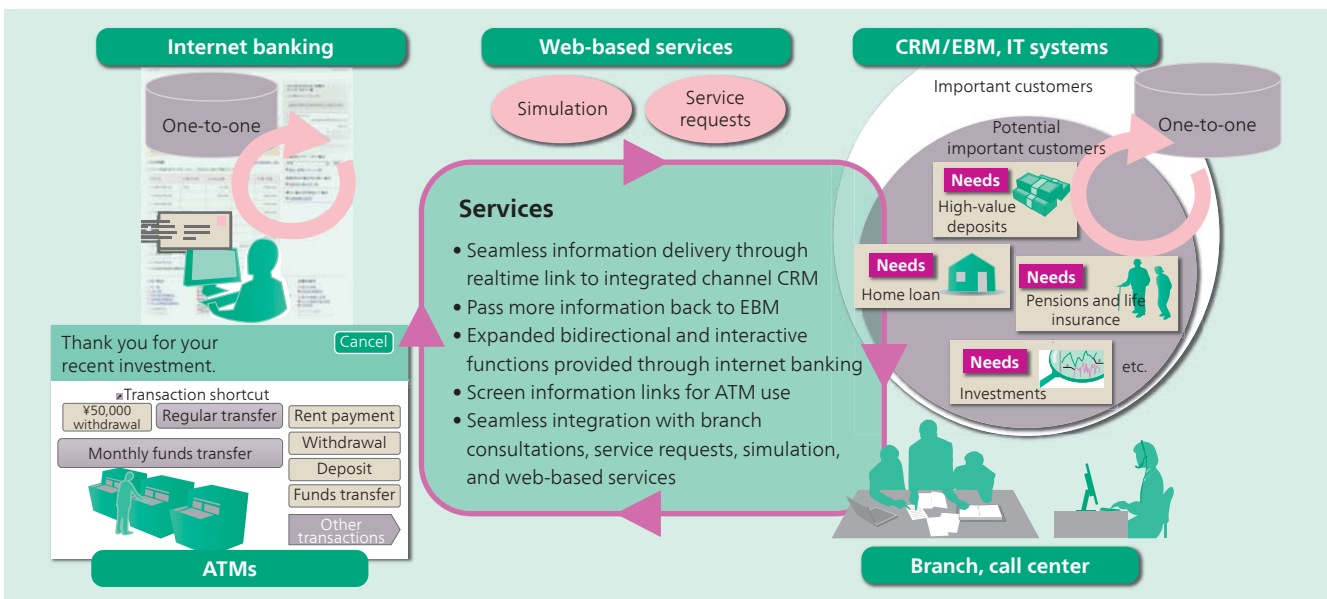 Internet banking
One-to-one
Thank you for your
recent investment.
Cancel
Transaction shortcut
¥50,000
withdrawal
Regular transfer
Monthly funds transfer
Rent payment
Withdrawal
Deposit
Funds transfer
Other
transactions
ATMs
Web-based services
Simulation
Service
requests
Services
• Seamless information delivery through
realtime link to integrated channel CRM
• Pass more information back to EBM
• Expanded bidirectional and interactive
functions provided through internet banking
• Screen information links for ATM use
• Seamless integration with branch
consultations, service requests, simulation,
and web-based services
CRM/EBM, IT systems
Important customers
One-to-one
Potential
important customers
Needs
High-value
deposits
Needs
Home loan
Needs
Pensions and life
insurance
Needs
Investments
etc.
Branch, call center